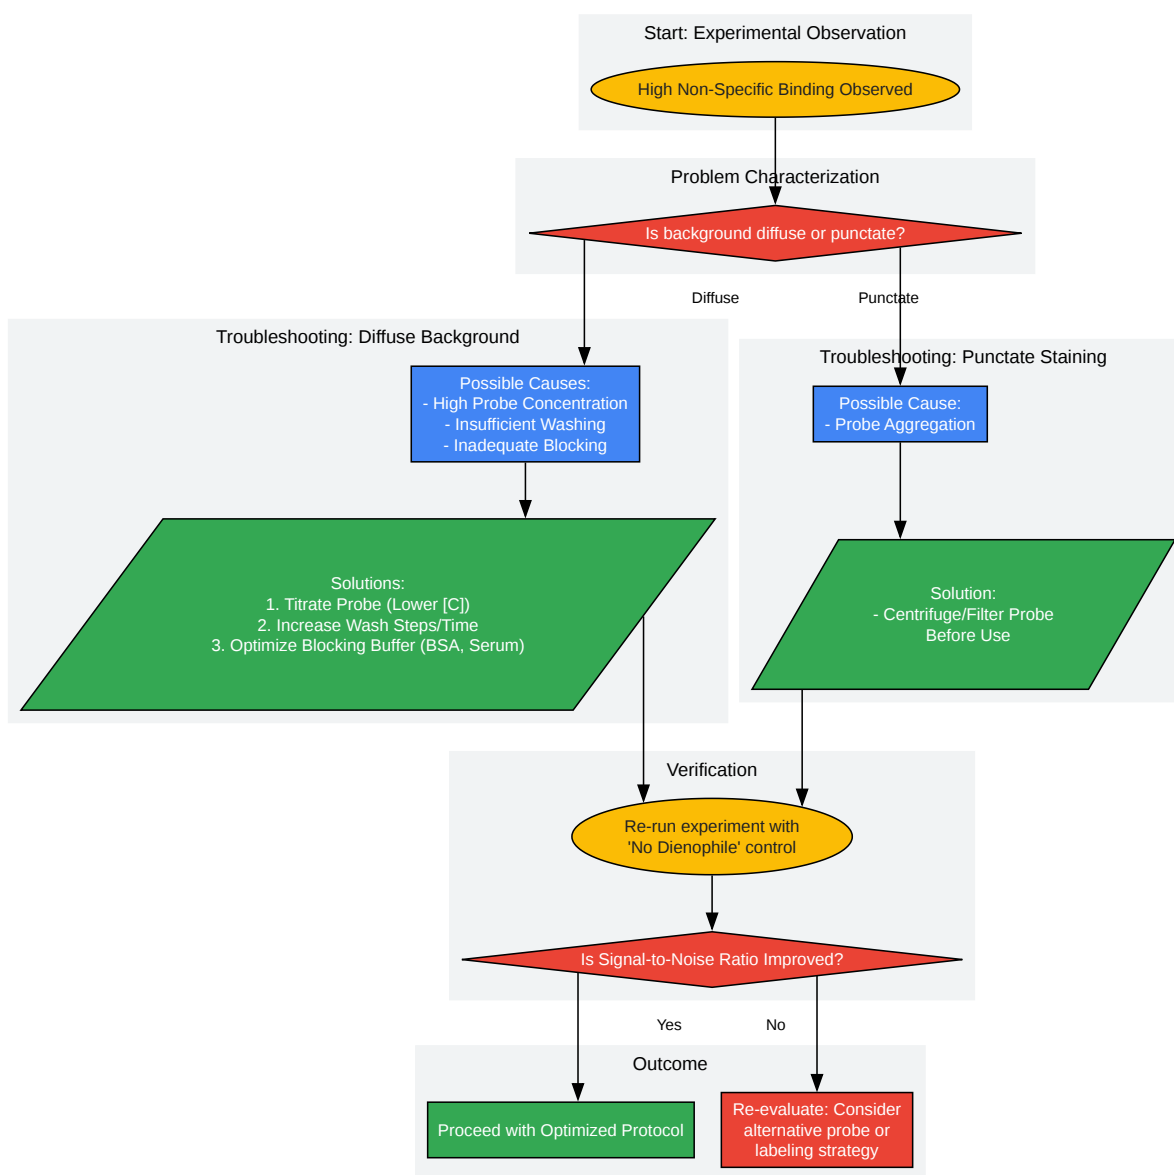 Start: Experimental Observation
High Non-Specific Binding Observed
Problem Characterization
Is background diffuse or punctate?
Diffuse
Punctate
Troubleshooting: Diffuse Background
Possible Causes:
- High Probe Concentration
- Insufficient Washing
- Inadequate Blocking
Solutions:
1. Titrate Probe (Lower [C])
2. Increase Wash Steps/Time
3. Optimize Blocking Buffer (BSA, Serum)
Troubleshooting: Punctate Staining
Possible Cause:
- Probe Aggregation
Solution:
- Centrifuge/Filter Probe
Before Use
Verification
Re-run experiment with
'No Dienophile' control
Is Signal-to-Noise Ratio Improved?
Yes
No
Outcome
Proceed with Optimized Protocol
Re-evaluate: Consider
alternative probe or
labeling strategy